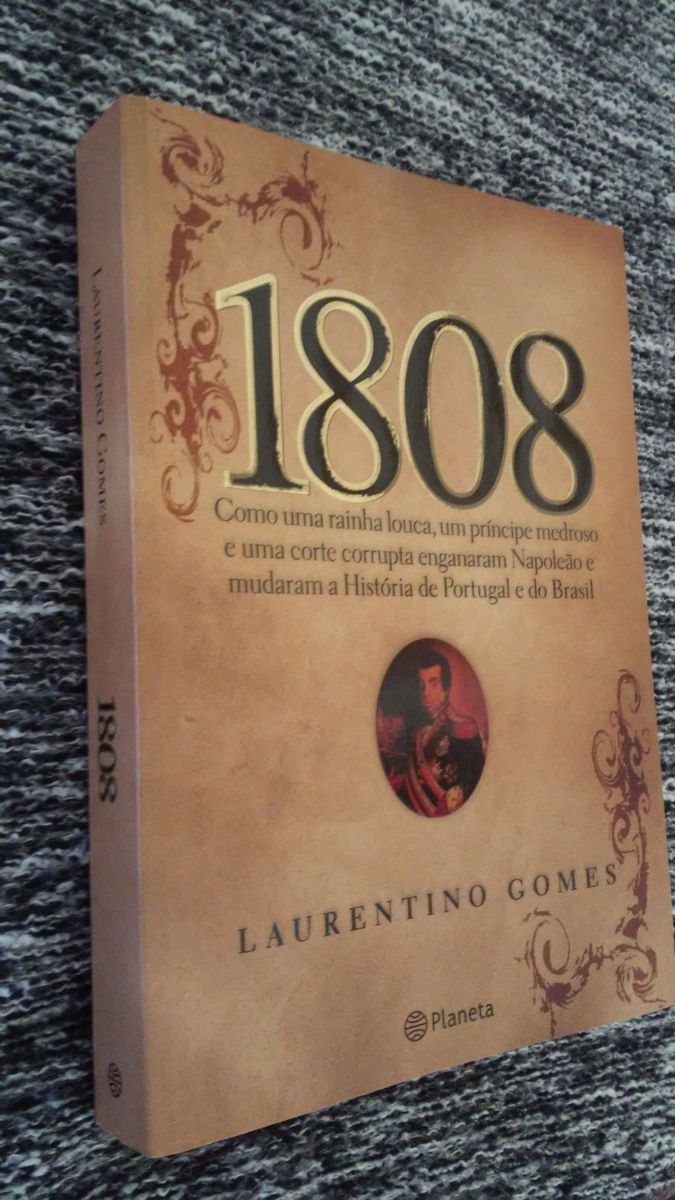 LAURENTINO GOMES
1808
1808
Como uma rainha louca, um príncipe medroso
e uma corte corrupta enganaram Napoleão e
mudaram a História de Portugal e do Brasil
LAURENTINO GOMES
Planeta